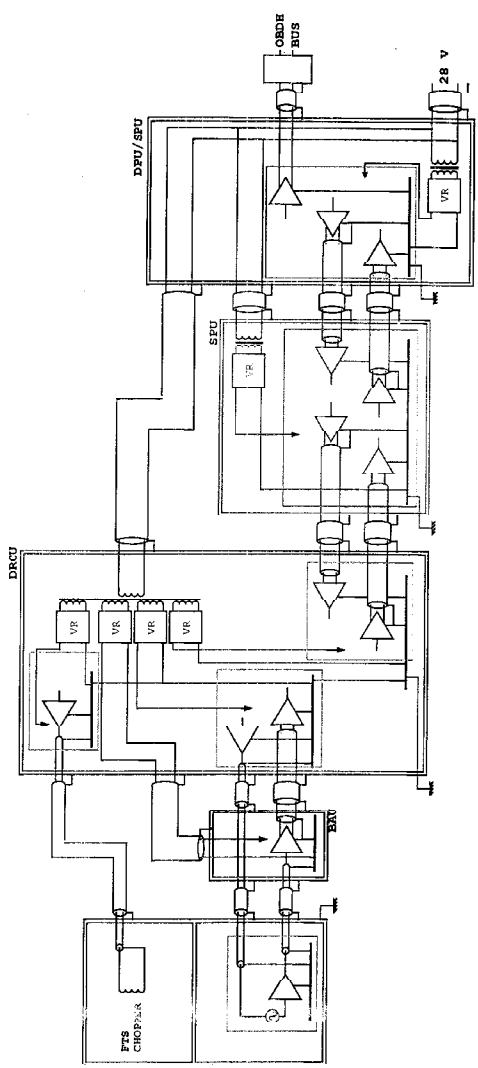 OBDH
BUS
28 V
DPU/SPU
VR
SPU
VR
DRCU
VR
VR
VR
VR
BAU
FTS
CHOPPER